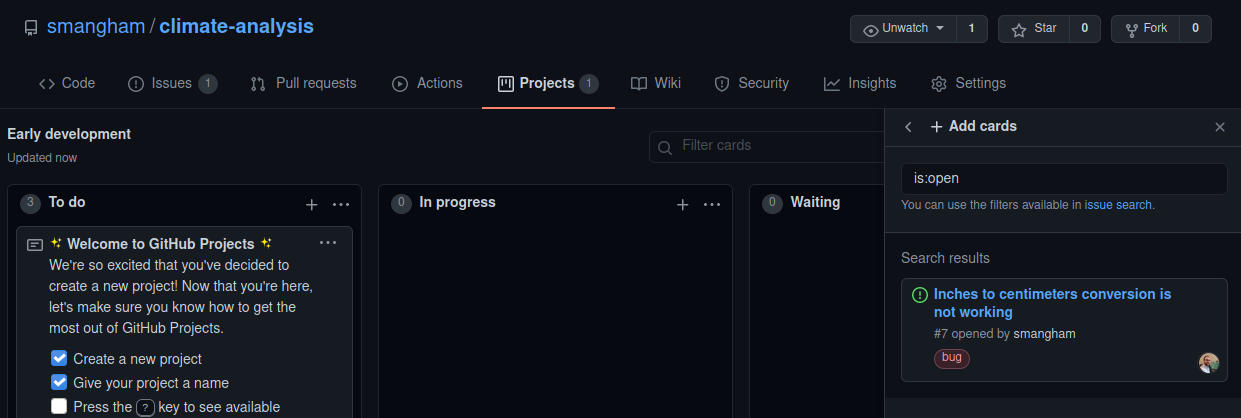 smangham / climate-analysis
Unwatch 1 Star 0 Fork 0
Code Issues 1 Pull requests Actions Projects 1 Wiki Security Insights Settings
Early development
Updated now
Filter cards
3 To do
Welcome to GitHub Projects
We're so excited that you've decided to
create a new project! Now that you're here,
let's make sure you know how to get the
most out of GitHub Projects.
Create a new project
Give your project a name
Press the ? key to see available
0 In progress
0 Waiting
Add cards
is:open
You can use the filters available in issue search.
Search results
Inches to centimeters conversion is
not working
#7 opened by smangham
bug